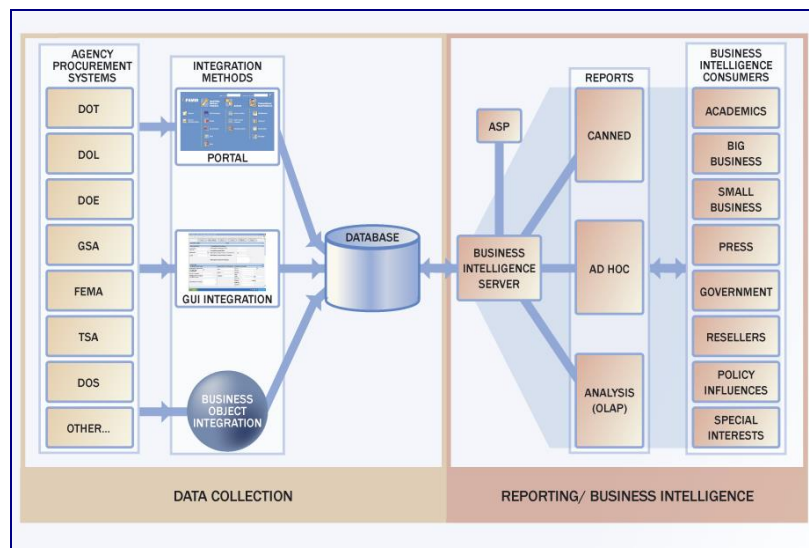 AGENCY
PROCUREMENT
SYSTEMS
DOT
DOL
DOE
GSA
FEMA
TSA
DOS
OTHER...
INTEGRATION
METHODS
PORTAL
GUI INTEGRATION
BUSINESS
OBJECT
INTEGRATION
DATABASE
DATA COLLECTION
ASP
BUSINESS
INTELLIGENCE
SERVER
REPORTS
CANNED
AD HOC
ANALYSIS
(OLAP)
BUSINESS
INTELLIGENCE
CONSUMERS
ACADEMICS
BIG
BUSINESS
SMALL
BUSINESS
PRESS
GOVERNMENT
RESELLERS
POLICY
INFLUENCES
SPECIAL
INTERESTS
REPORTING/ BUSINESS INTELLIGENCE